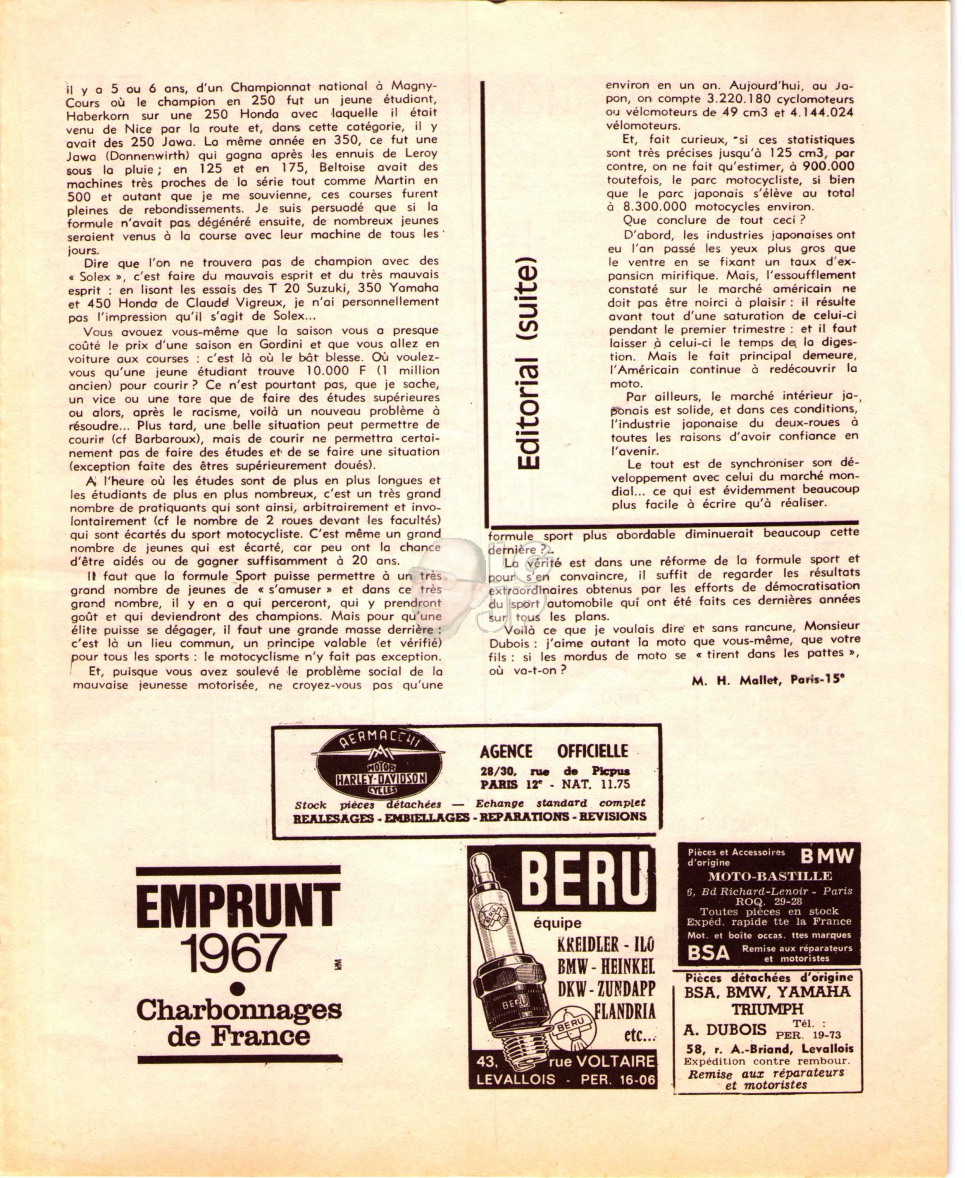 il y a 5 ou 6 ans, d'un Championnat national à Magny-
Cours où le champion en 250 fut un jeune étudiant,
Haberkorn sur une 250 Honda avec laquelle il était
venu de Nice par la route et, dans cette catégorie, il y
avait des 250 Jawa. La même année en 350, ce fut une
Jawa (Donnenwirth) qui gagna après les ennuis de Leroy
sous la pluie ; en 125 et en 175, Beltoise avait des
machines très proches de la série tout comme Martin en
500 et autant que je me souvienne, ces courses furent
pleines de rebondissements. Je suis persuadé que si la
formule n'avait pas dégénéré ensuite, de nombreux jeunes
seraient venus à la course avec leur machine de tous les
jours.
Dire que l'on ne trouvera pas de champion avec des
« Solex », c'est faire du mauvais esprit et du très mauvais
esprit : en lisant les essais des T 20 Suzuki, 350 Yamaha
et 450 Honda de Claude Vigreux, je n'ai personnellement
pas l'impression qu'il s'agit de Solex...
Vous avouez vous-même que la saison vous a presque
coûté le prix d'une saison en Gordini et que vous allez en
voiture aux courses : c'est là où le bât blesse. Où voulez-
vous qu'une jeune étudiant trouve 10.000 F (1 million
ancien) pour courir ? Ce n'est pourtant pas, que je sache,
un vice ou une tare que de faire des études supérieures
ou alors, après le racisme, voilà un nouveau problème à
résoudre... Plus tard, une belle situation peut permettre de
courir (cf Barbaroux), mais de courir ne permettra certai-
nement pas de faire des études et de se faire une situation
(exception faite des êtres supérieurement doués).
A l'heure où les études sont de plus en plus longues et
les étudiants de plus en plus nombreux, c'est un très grand
nombre de pratiquants qui sont ainsi, arbitrairement et invo-
lontairement (cf le nombre de 2 roues devant les facultés)
qui sont écartés du sport motocycliste. C'est même un grand
nombre de jeunes qui est écarté, car peu ont la chance
d'être aidés ou de gagner suffisamment à 20 ans.
Il faut que la formule Sport puisse permettre à un très
grand nombre de jeunes de « s'amuser » et dans ce très
grand nombre, il y en a qui perceront, qui y prendront
goût et qui deviendront des champions. Mais pour qu'une
élite puisse se dégager, il faut une grande masse derrière :
c'est là un lieu commun, un principe valable (et vérifié)
pour tous les sports : le motocyclisme n'y fait pas exception.
Et, puisque vous avez soulevé le problème social de la
mauvaise jeunesse motorisée, ne croyez-vous pas qu'une
Editorial (suite)
environ en un an. Aujourd'hui, au Ja-
pon, on compte 3.220.180 cyclomoteurs
ou vélomoteurs de 49 cm3 et 4.144.024
vélomoteurs.
Et, fait curieux, si ces statistiques
sont très précises jusqu'à 125 cm3, par
contre, on ne fait qu'estimer, à 900.000
toutefois, le parc motocycliste, si bien
que le parc japonais s'élève au total
à 8.300.000 motocycles environ.
Que conclure de tout ceci ?
D'abord, les industries japonaises ont
eu l'an passé les yeux plus gros que
le ventre en se fixant un taux d'ex-
pansion mirifique. Mais, l'essoufflement
constaté sur le marché américain ne
doit pas être noirci à plaisir : il résulte
avant tout d'une saturation de celui-ci
pendant le premier trimestre : et il faut
laisser à celui-ci le temps de la diges-
tion. Mais le fait principal demeure,
l'Américain continue à redécouvrir la
moto.
Par ailleurs, le marché intérieur ja-
ponais est solide, et dans ces conditions,
l'industrie japonaise du deux-roues à
toutes les raisons d'avoir confiance en
l'avenir.
Le tout est de synchroniser son dé-
veloppement avec celui du marché mon-
dial... ce qui est évidemment beaucoup
plus facile à écrire qu'à réaliser.
formule sport plus abordable diminuerait beaucoup cette
dernière ?..
La vérité est dans une réforme de la formule sport et
pour s'en convaincre, il suffit de regarder les résultats
extraordinaires obtenus par les efforts de démocratisation
du sport automobile qui ont été faits ces dernières années
sur tous les plans.
Voilà ce que je voulais dire et sans rancune, Monsieur
Dubois : j'aime autant la moto que vous-même, que votre
fils : si les mordus de moto se « tirent dans les pattes »,
où va-t-on ?
M. H. Mallet, Paris-15e
AERMACCHI
MOTOR
HARLEY-DAVIDSON
CYCLES
AGENCE OFFICIELLE
28/30, rue de Picpus
PARIS 12e - NAT. 11.75
Stock pièces détachées — Echange standard complet
REALESAGES - EMBIELLAGES - REPARATIONS - REVISIONS
EMPRUNT
1967
Charbonnages
de France
BERU
équipe
KREIDLER - ILO
BMW - HEINKEL
DKW - ZUNDAPP
FLANDRIA
etc...
BERU
BERU
43, rue VOLTAIRE
LEVALLOIS - PER. 16-06
Pièces et Accessoires
d'origine BMW
MOTO-BASTILLE
6, Bd Richard-Lenoir - Paris
ROQ. 29-28
Toutes pièces en stock
Expéd. rapide tte la France
Mot. et boîte occas. ttes marques
BSA Remise aux réparateurs
et motoristes
Pièces détachées d'origine
BSA, BMW, YAMAHA
TRIUMPH
A. DUBOIS Tél. :
PER. 19-73
58, r. A.-Briand, Levallois
Expédition contre rembour.
Remise aux réparateurs
et motoristes